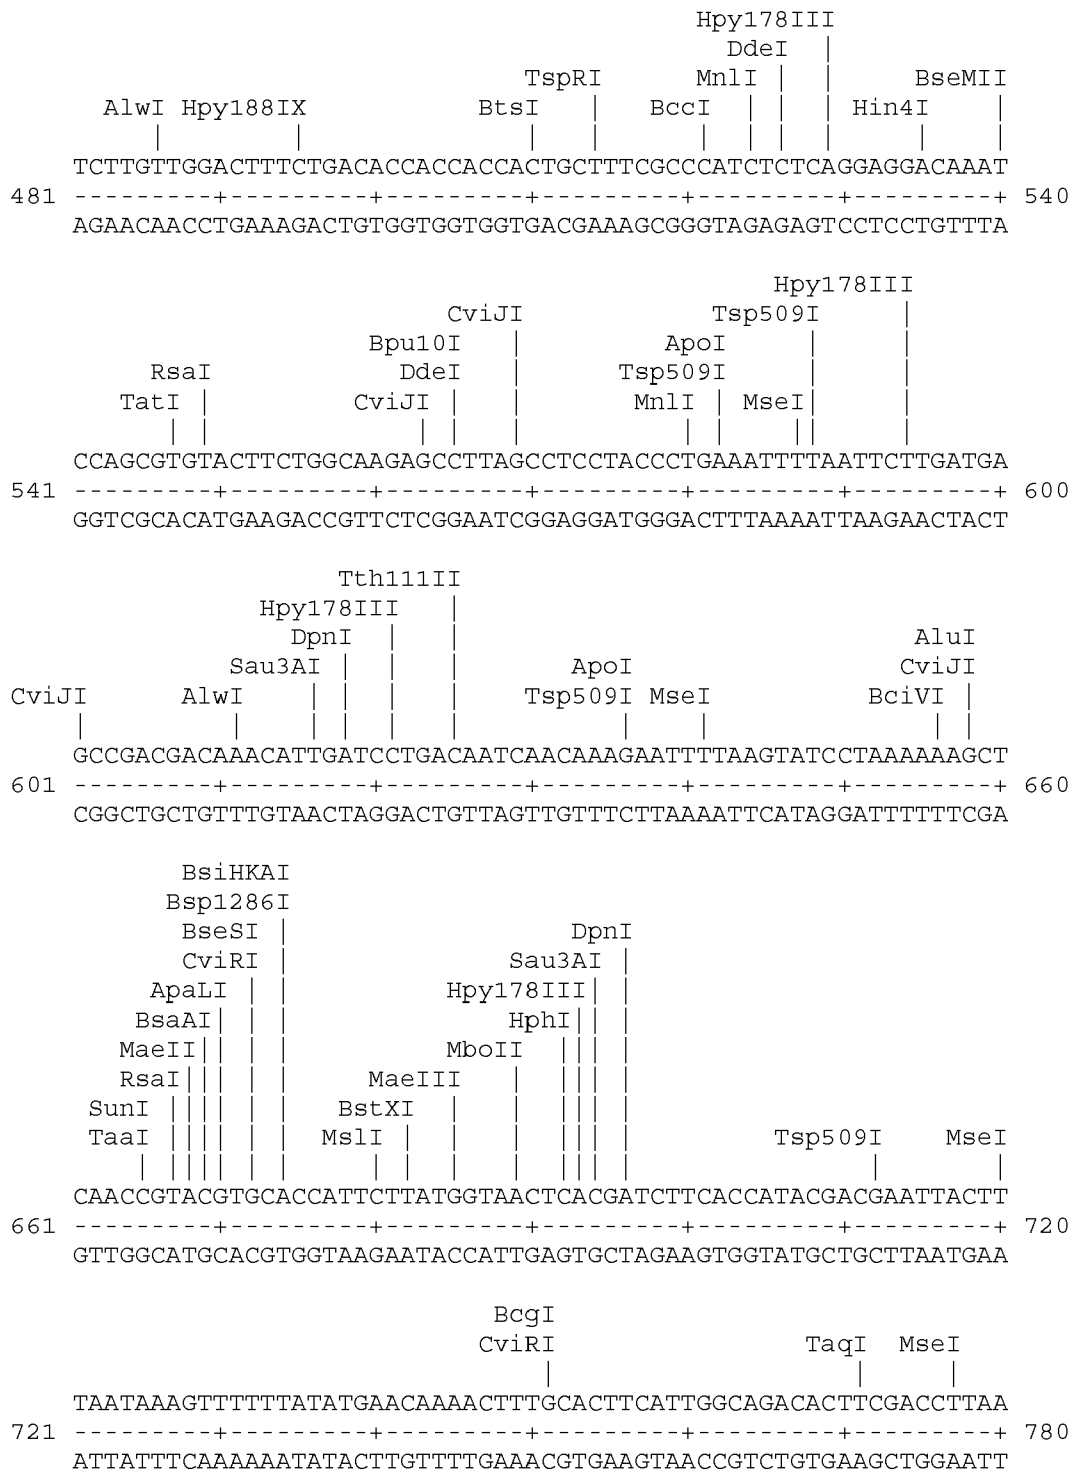 Hpy178III
DdeI |
TspRI MnlI | | BseMII
AlwI Hpy188IX BtsI | BccI | | | Hin4I |
| | | | | | | | | |
TCTTGTTGGACTTTCTGACACCACCACCACTGCTTTCGCCCATCTCTCAGGAGGACAAAT
481 ---------+---------+---------+---------+---------+---------+ 540
AGAACAACCTGAAAGACTGTGGTGGTGGTGACGAAAGCGGGTAGAGAGTCCTCCTGTTTA
Hpy178III
CviJI Tsp509I |
Bpu10I | ApoI | |
RsaI DdeI | Tsp509I | |
TatI | CviJI | | MnlI | MseI| |
| | | | | | | || |
CCAGCGTGTACTTCTGGCAAGAGCCTTAGCCTCCTACCCTGAAATTTTAATTCTTGATGA
541 ---------+---------+---------+---------+---------+---------+ 600
GGTCGCACATGAAGACCGTTCTCGGAATCGGAGGATGGGACTTTAAAATTAAGAACTACT
Tth111II
Hpy178III |
DpnI | | AluI
Sau3AI | | | ApoI CviJI
CviJI AlwI | | | | Tsp509I MseI BciVI |
| | | | | | | | | |
GCCGACGACAAACATTGATCCTGACAATCAACAAAGAATTTTAAGTATCCTAAAAAAGCT
601 ---------+---------+---------+---------+---------+---------+ 660
CGGCTGCTGTTTGTAACTAGGACTGTTAGTTGTTTCTTAAAATTCATAGGATTTTTTCGA
BsiHKAI
Bsp1286I
BseSI | DpnI
CviRI | Sau3AI |
ApaLI | | Hpy178III| |
BsaAI| | | HphI|| |
MaeII|| | | MboII ||| |
RsaI||| | | MaeIII | ||| |
SunI |||| | | BstXI | | ||| |
TaaI |||| | | MslI | | | ||| | Tsp509I MseI
| |||| | | | | | | ||| | | |
CAACCGTACGTGCACCATTCTTATGGTAACTCACGATCTTCACCATACGACGAATTACTT
661 ---------+---------+---------+---------+---------+---------+ 720
GTTGGCATGCACGTGGTAAGAATACCATTGAGTGCTAGAAGTGGTATGCTGCTTAATGAA
BcgI
CviRI TaqI MseI
| | |
TAATAAAGTTTTTTATATGAACAAAACTTTGCACTTCATTGGCAGACACTTCGACCTTAA
721 ---------+---------+---------+---------+---------+---------+ 780
ATTATTTCAAAAAATATACTTGTTTTGAAACGTGAAGTAACCGTCTGTGAAGCTGGAATT